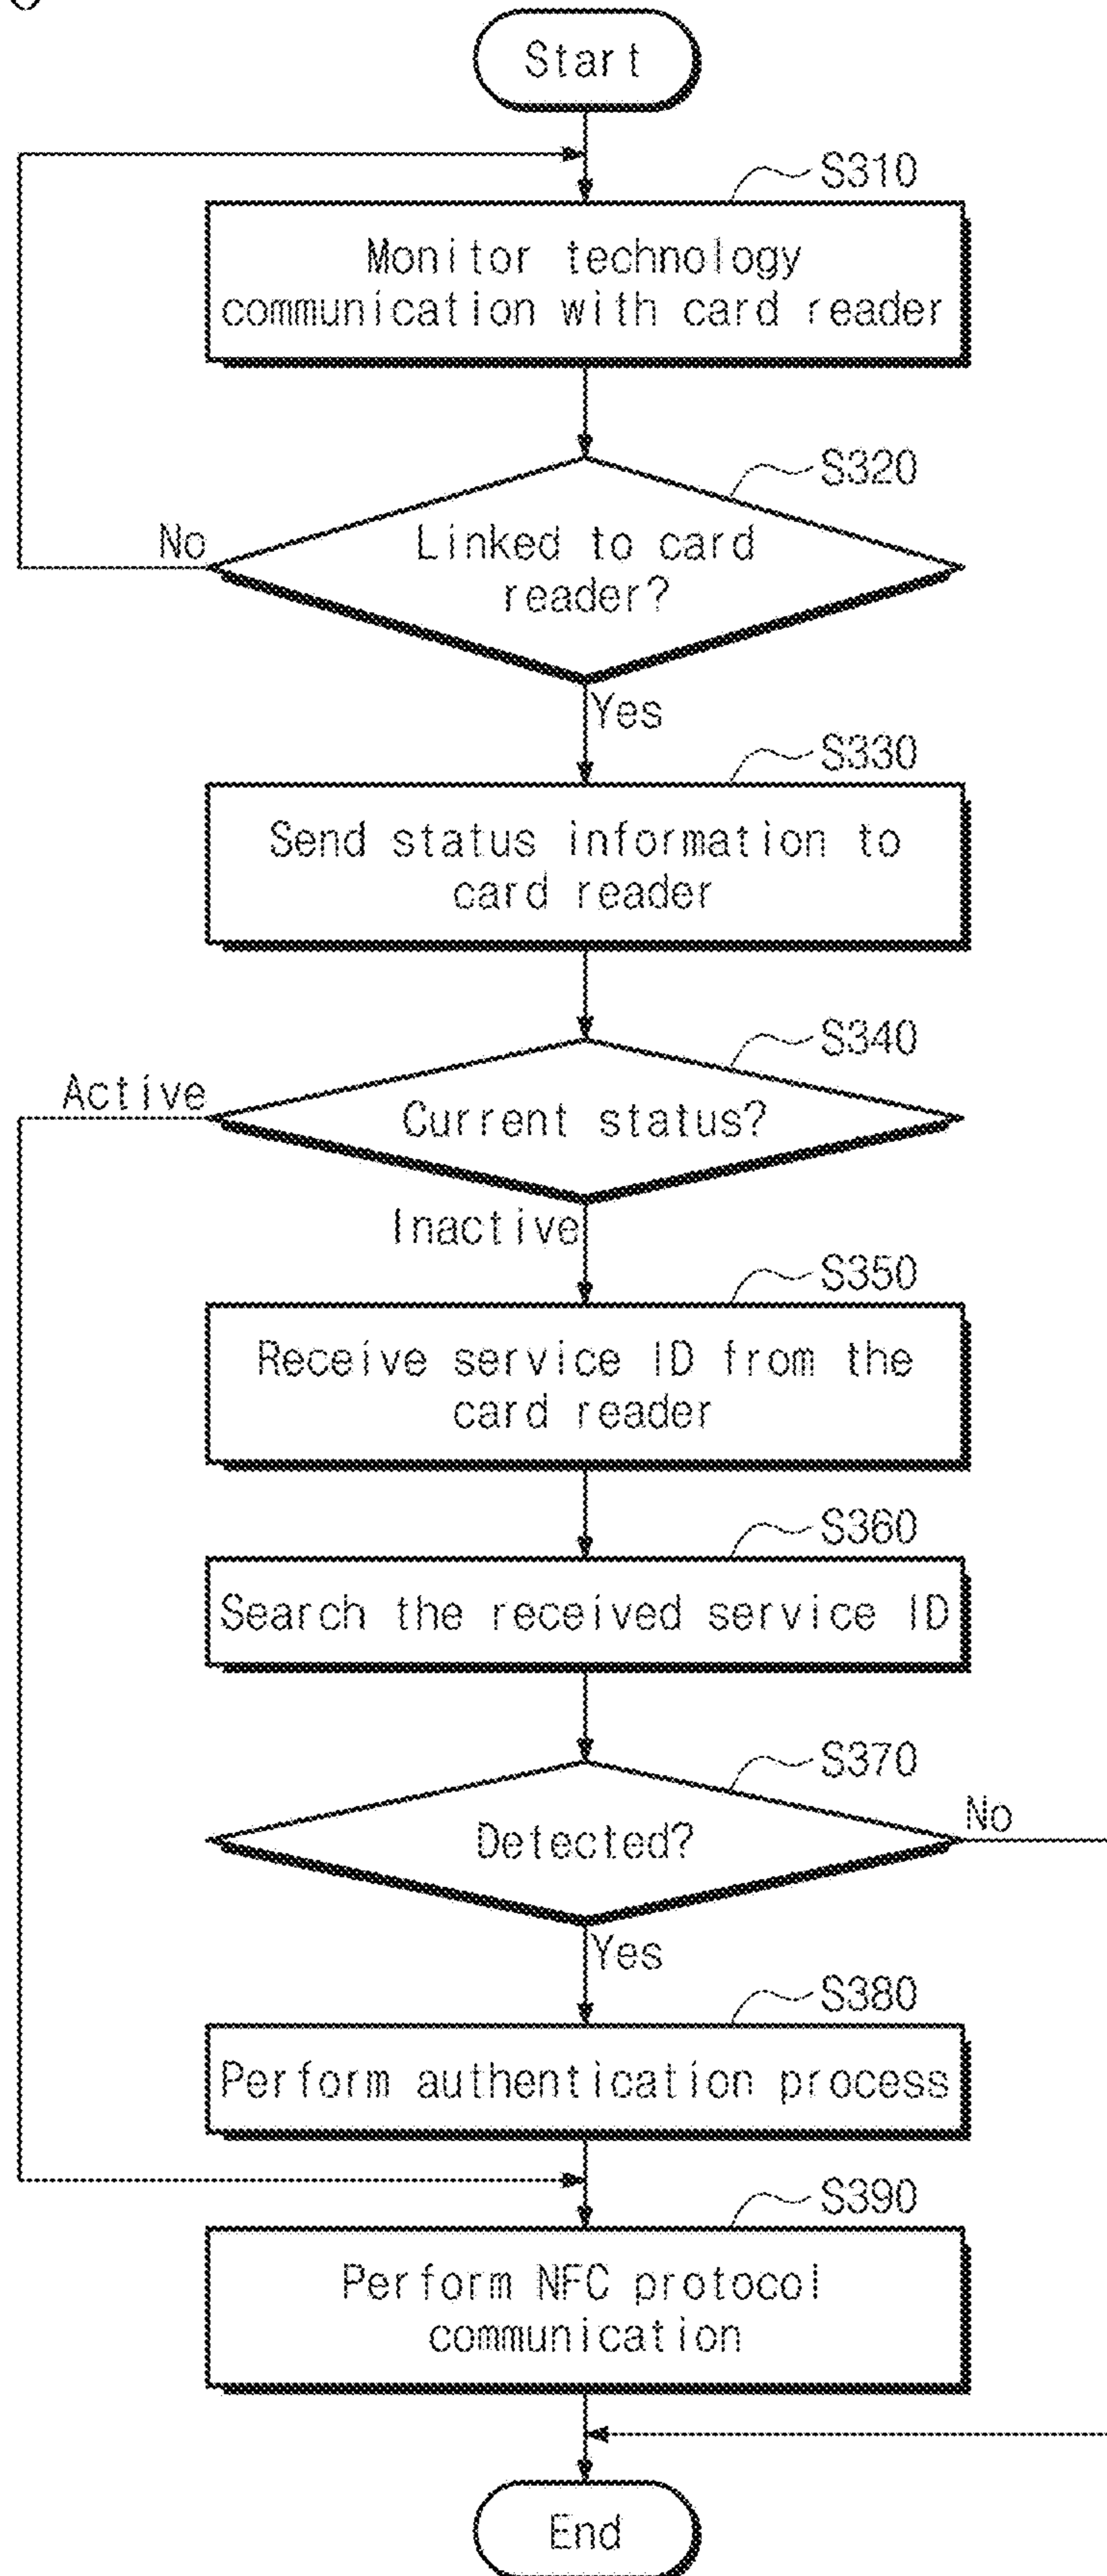 Start
S310
Monitor technology
communication with card reader
S320
Linked to card
reader?
No
Yes
S330
Send status information to
card reader
S340
Active
Current status?
Inactive
S350
Receive service ID from the
card reader
S360
Search the received service ID
S370
Detected?
No
Yes
S380
Perform authentication process
S390
Perform NFC protocol
communication
End